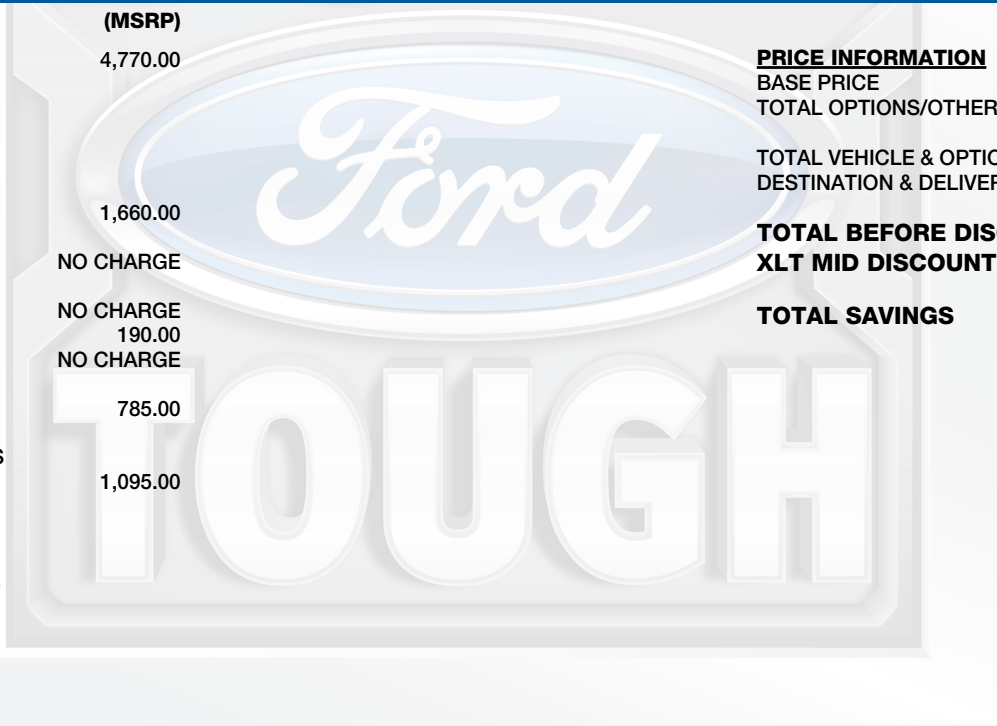 (MSRP)
4,770.00
1,660.00
NO CHARGE
NO CHARGE
190.00
NO CHARGE
785.00
S
1,095.00
PRICE INFORMATION
BASE PRICE
TOTAL OPTIONS/OTHER
TOTAL VEHICLE & OPTIO
DESTINATION & DELIVER
TOTAL BEFORE DIS
XLT MID DISCOUNT
TOTAL SAVINGS
Ford
TOUGH